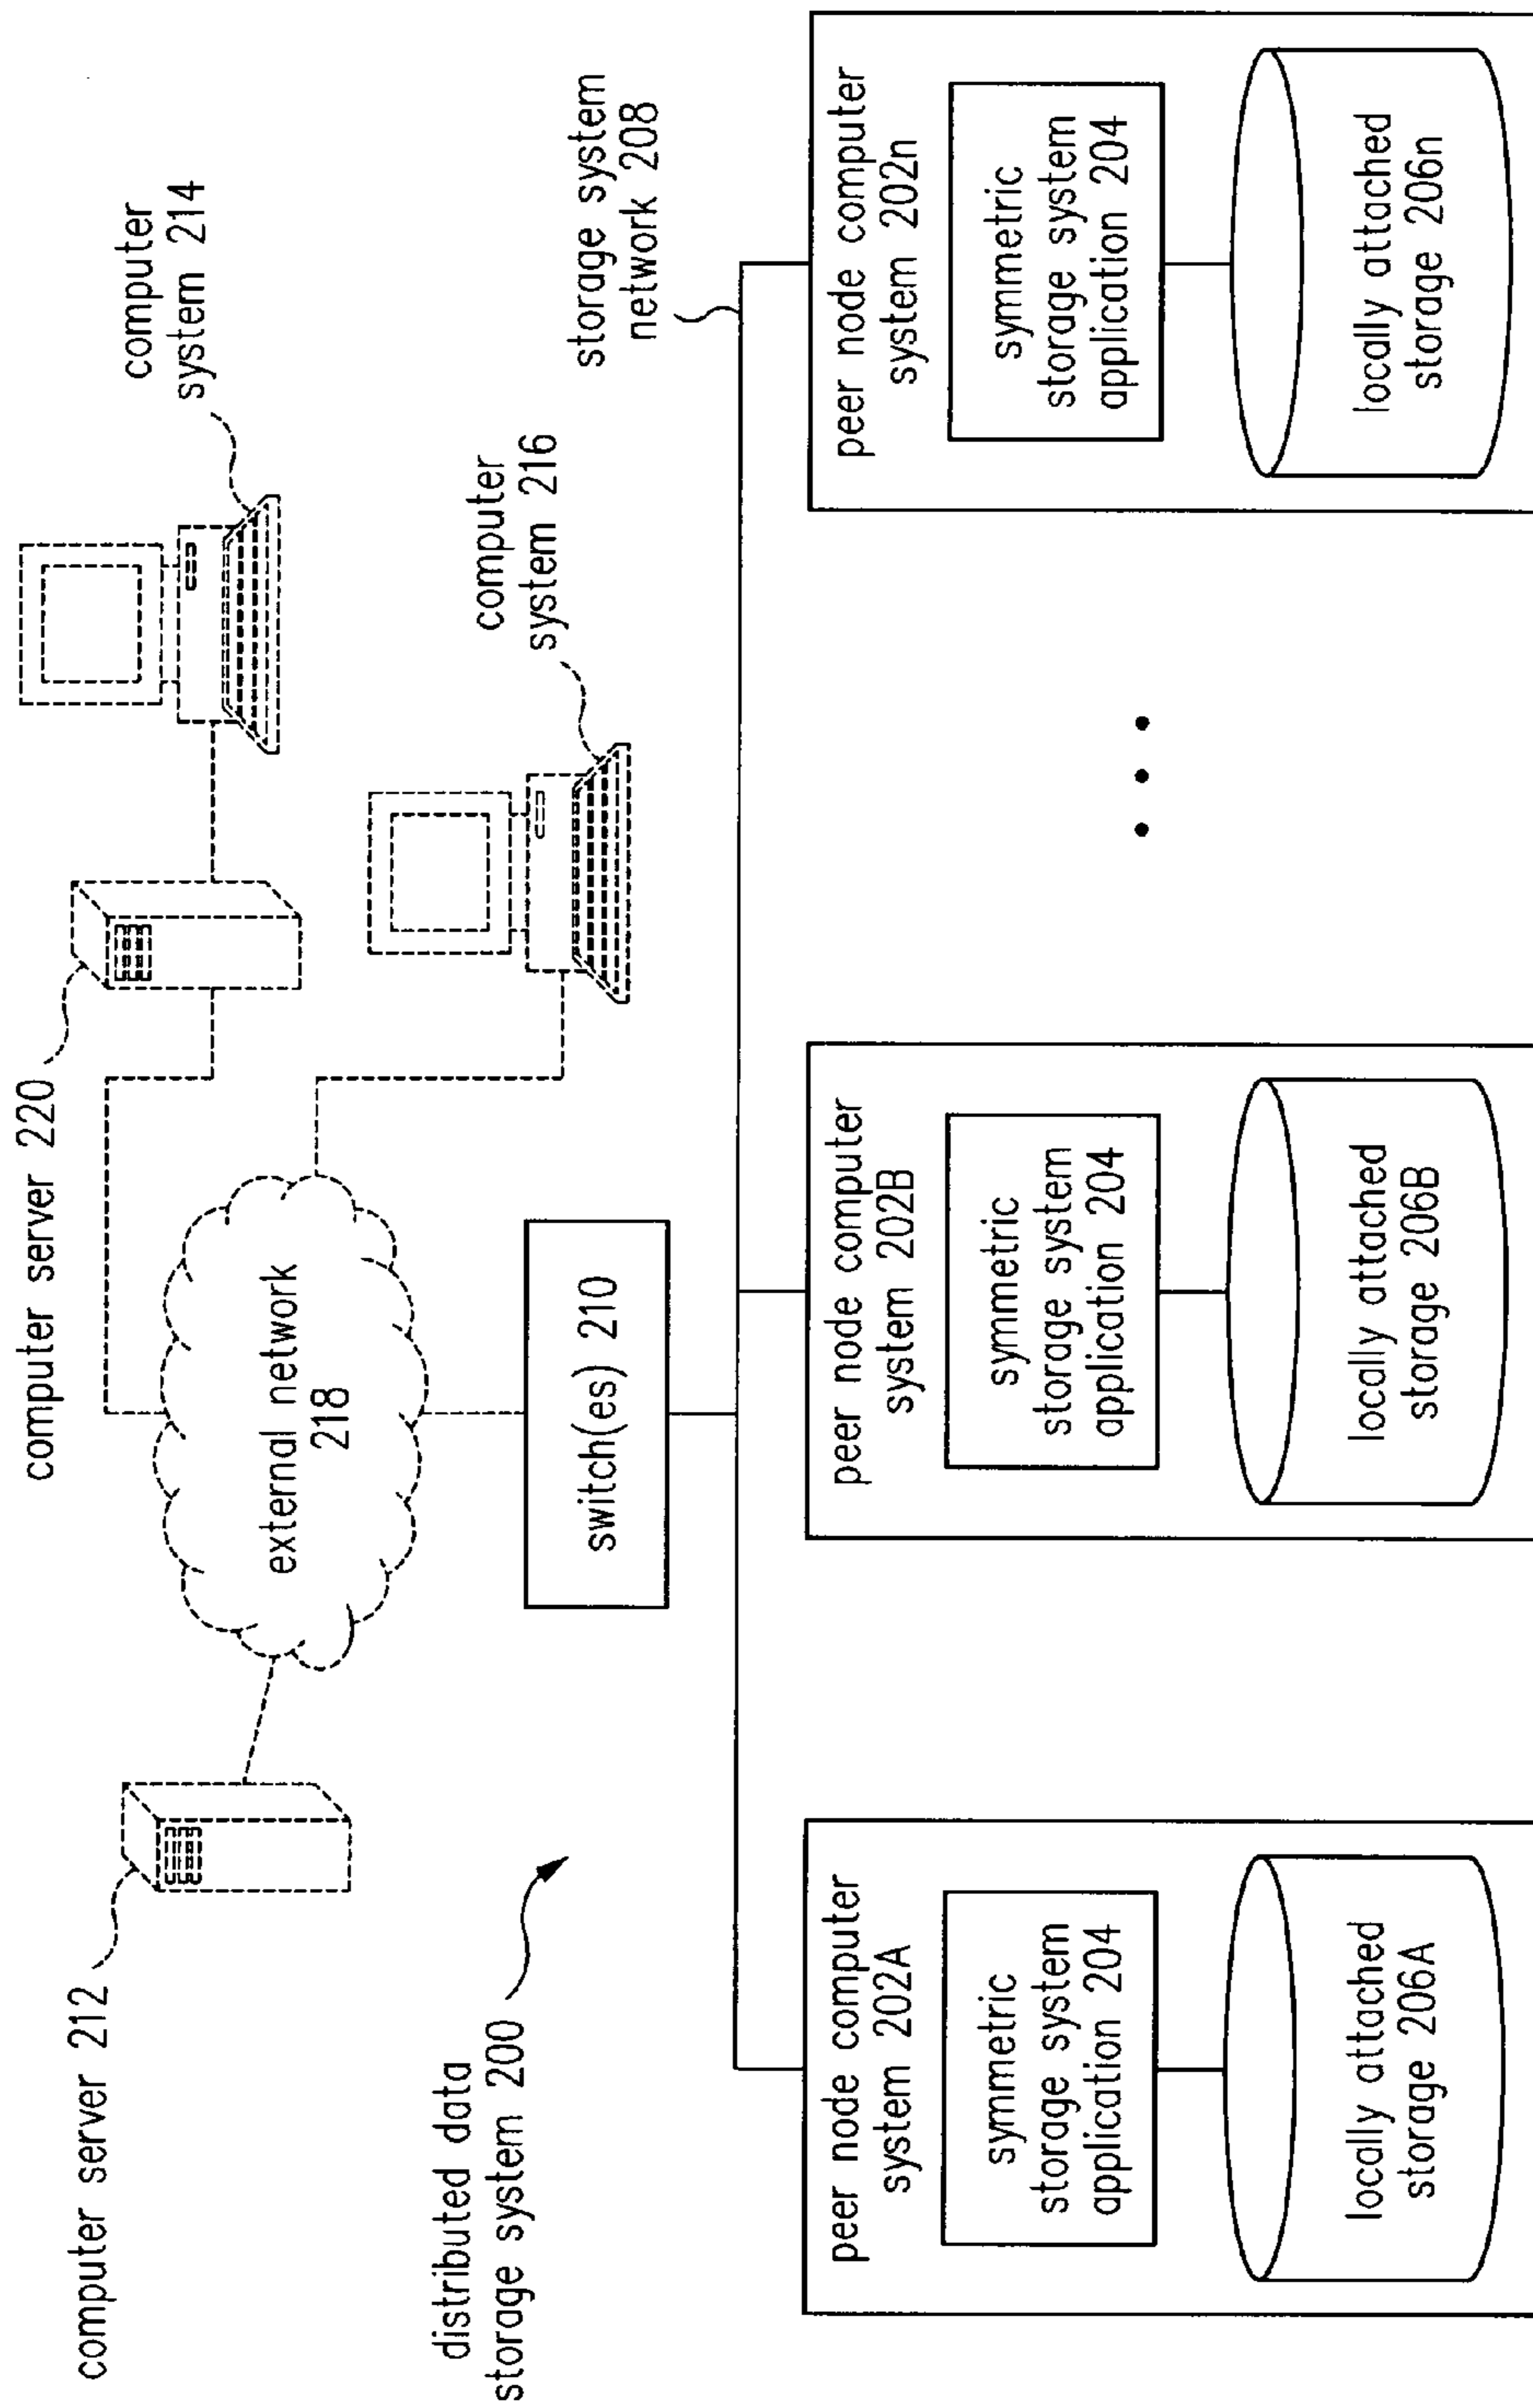 computer server 212
computer server 220
computer
system 214
external network
218
computer
system 216
distributed data
storage system 200
switch(es) 210
storage system
network 208
peer node computer
system 202A
symmetric
storage system
application 204
locally attached
storage 206A
peer node computer
system 202B
symmetric
storage system
application 204
locally attached
storage 206B
peer node computer
system 202n
symmetric
storage system
application 204
locally attached
storage 206n